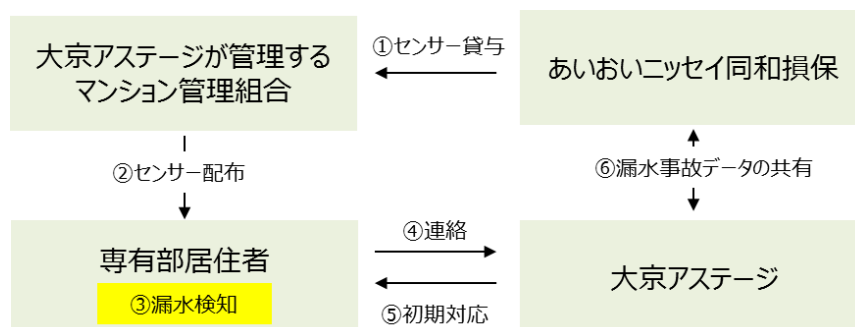 大京アステージが管理する
マンション管理組合
①センサー貸与
あいおいニッセイ同和損保
②センサー配布
⑥漏水事故データの共有
専有部居住者
③漏水検知
④連絡
⑤初期対応
大京アステージ